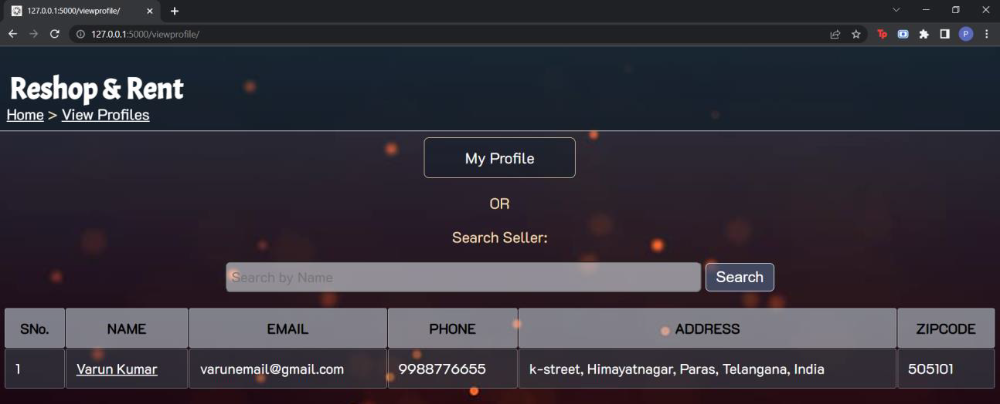 127.0.0.1:5000/viewprofile/
127.0.0.1:5000/viewprofile/
Tp
P
Reshop & Rent
Home > View Profiles
My Profile
OR
Search Seller:
Search by Name Search
SNo. NAME EMAIL PHONE ADDRESS ZIPCODE
1 Varun Kumar varunemail@gmail.com 9988776655 k-street, Himayatnagar, Paras, Telangana, India 505101